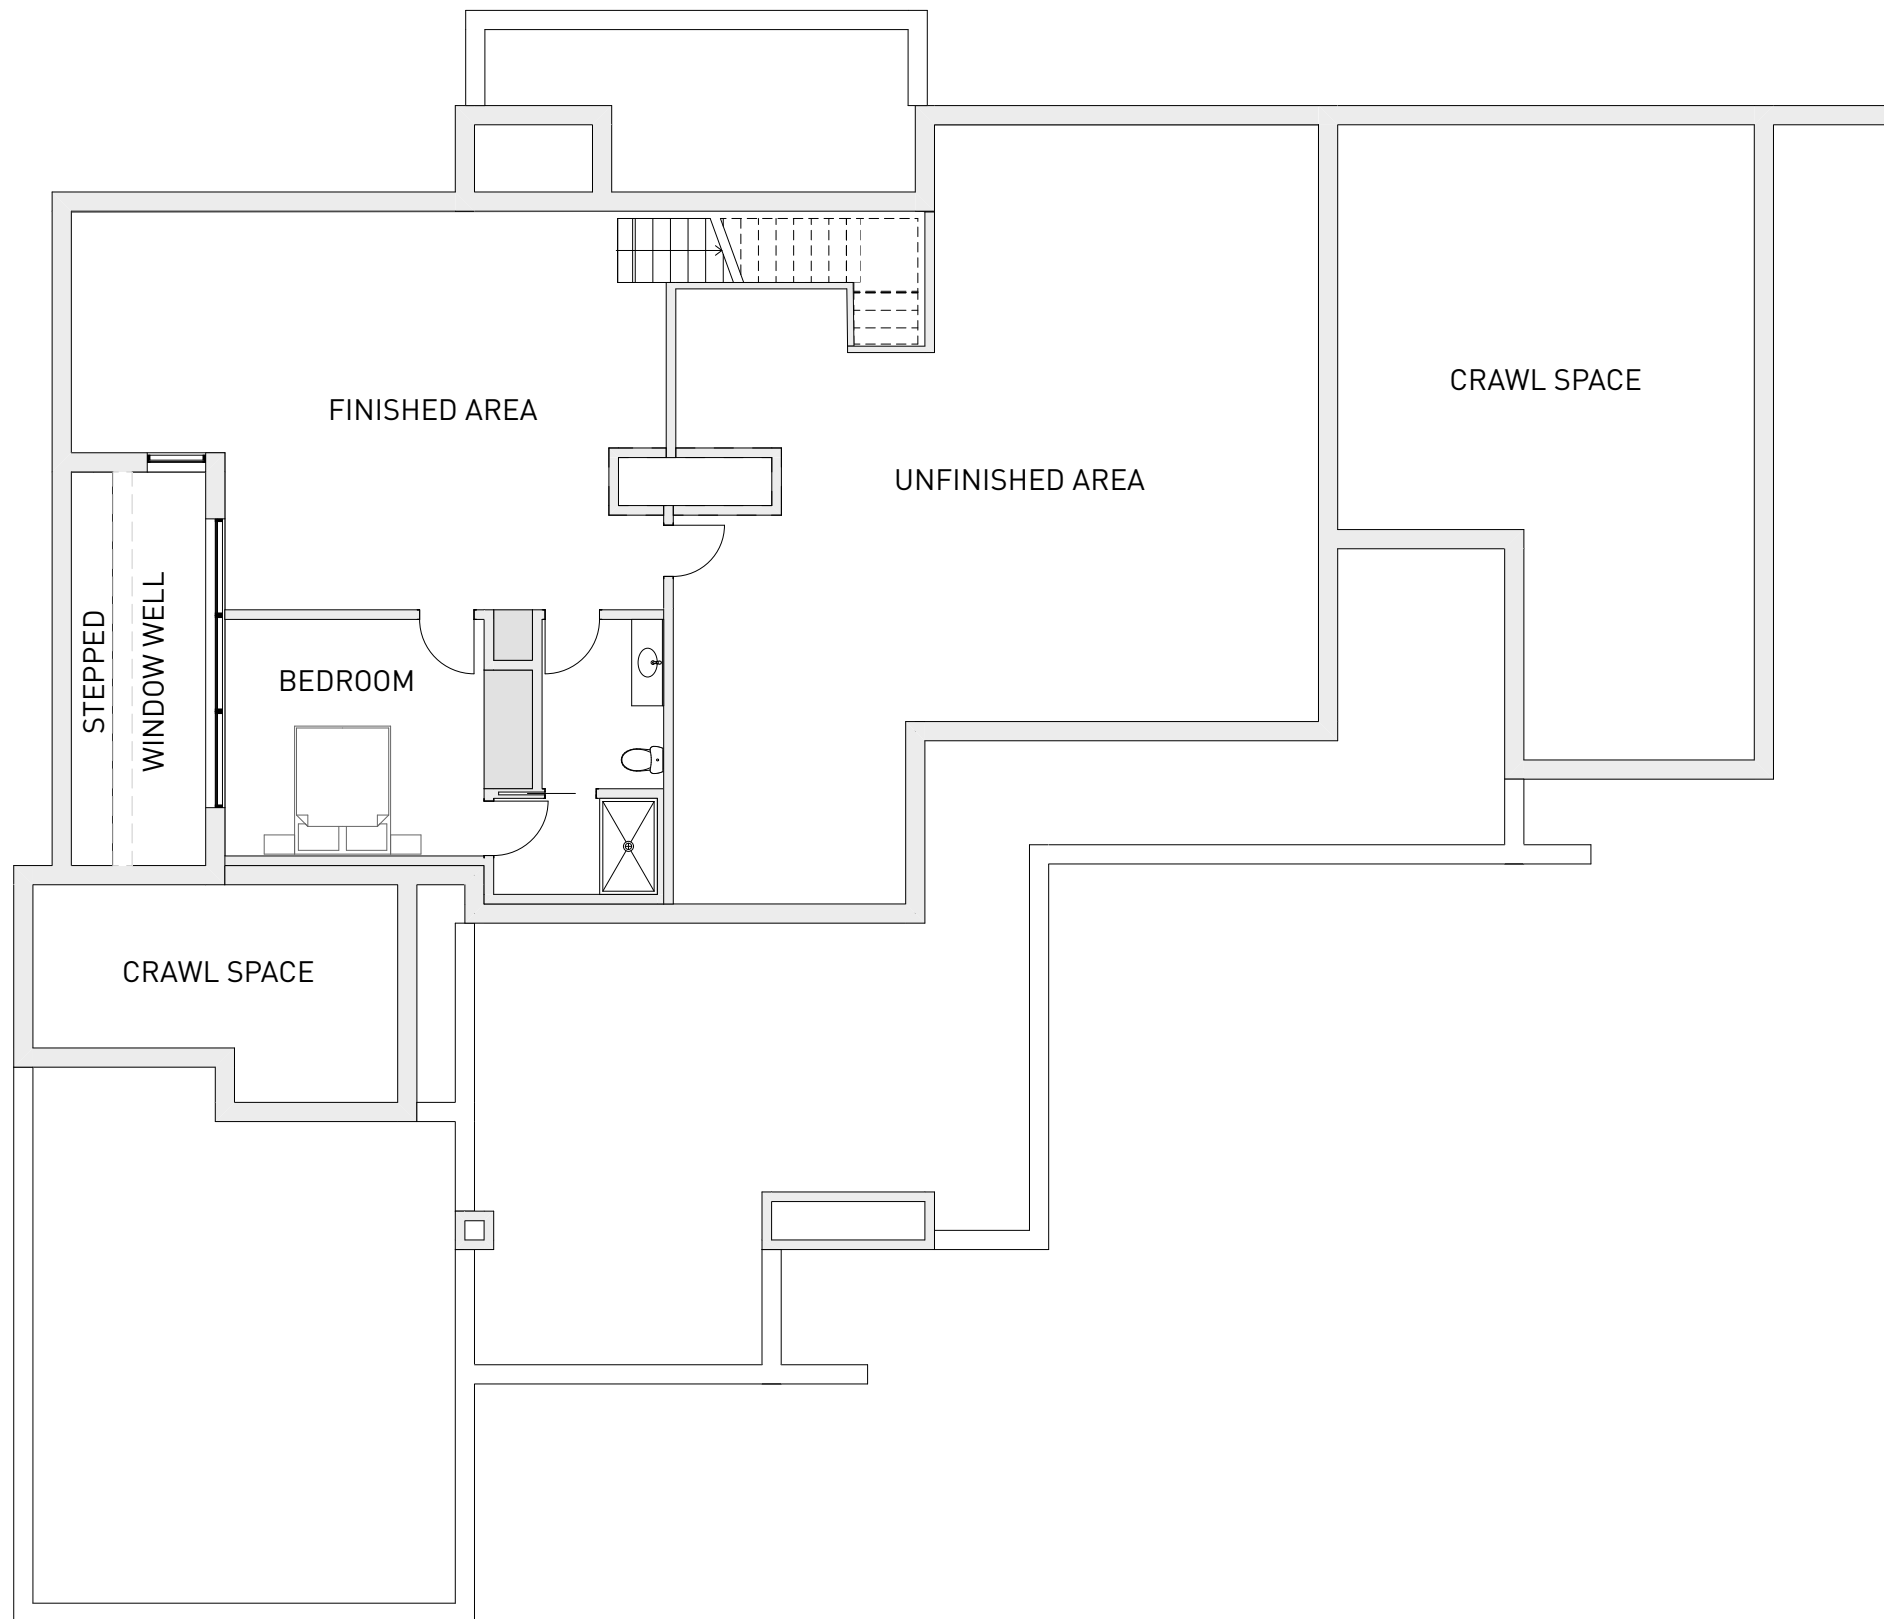 CRAWL SPACE
FINISHED AREA
UNFINISHED AREA
STEPPED
WINDOW WELL
BEDROOM
CRAWL SPACE